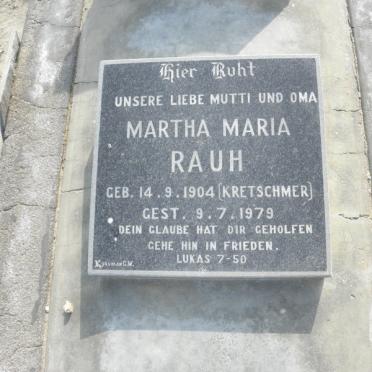 Hier Ruht
UNSERE LIEBE MUTTI UND OMA
MARTHA MARIA
RAUH
GEB. 14.9.1904 (KRETSCHMER)
GEST. 9.7.1979
DEIN GLAUBE HAT DIR GEHOLFEN
GEHE HIN IN FRIEDEN.
LUKAS 7-50